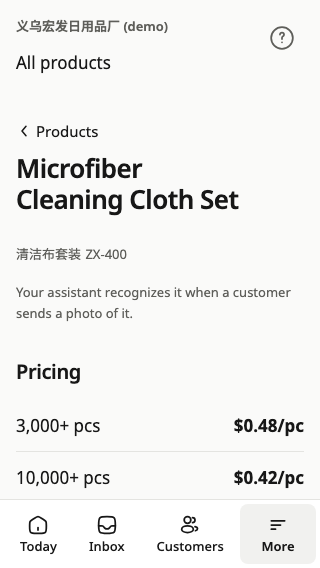 义乌宏发日用品厂 (demo)
All products
Products
Microfiber
Cleaning Cloth Set
清洁布套装 ZX-400
Your assistant recognizes it when a customer
sends a photo of it.
Pricing
3,000+ pcs $0.48/pc
10,000+ pcs $0.42/pc
Today Inbox Customers More